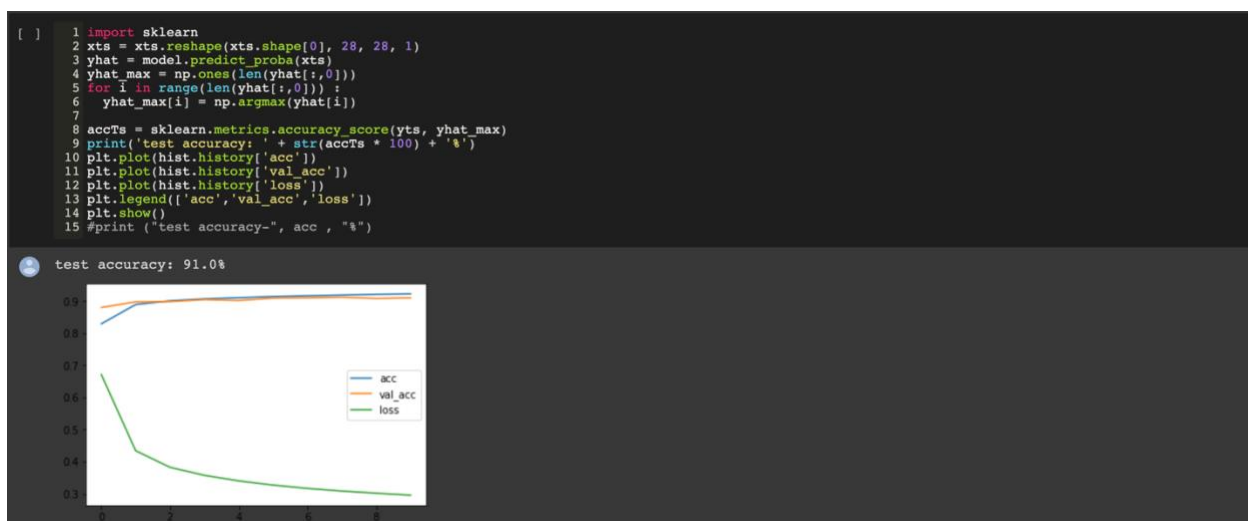 [ ]
1 import sklearn
2 xts = xts.reshape(xts.shape[0], 28, 28, 1)
3 yhat = model.predict_proba(xts)
4 yhat_max = np.ones(len(yhat[:,0]))
5 for i in range(len(yhat[:,0])) :
6   yhat_max[i] = np.argmax(yhat[i])
7
8 accTs = sklearn.metrics.accuracy_score(yts, yhat_max)
9 print('test accuracy: ' + str(accTs * 100) + '%')
10 plt.plot(hist.history['acc'])
11 plt.plot(hist.history['val_acc'])
12 plt.plot(hist.history['loss'])
13 plt.legend(['acc','val_acc','loss'])
14 plt.show()
15 #print ("test accuracy-", acc , "%")
test accuracy: 91.0%
0.9
0.8
0.7
0.6
0.5
0.4
0.3
acc
val_acc
loss
0 2 4 6 8